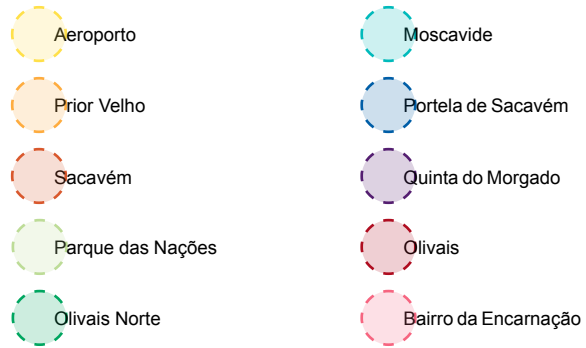 Aeroporto
Prior Velho
Sacavém
Parque das Nações
Olivais Norte
Moscavide
Portela de Sacavém
Quinta do Morgado
Olivais
Bairro da Encarnação